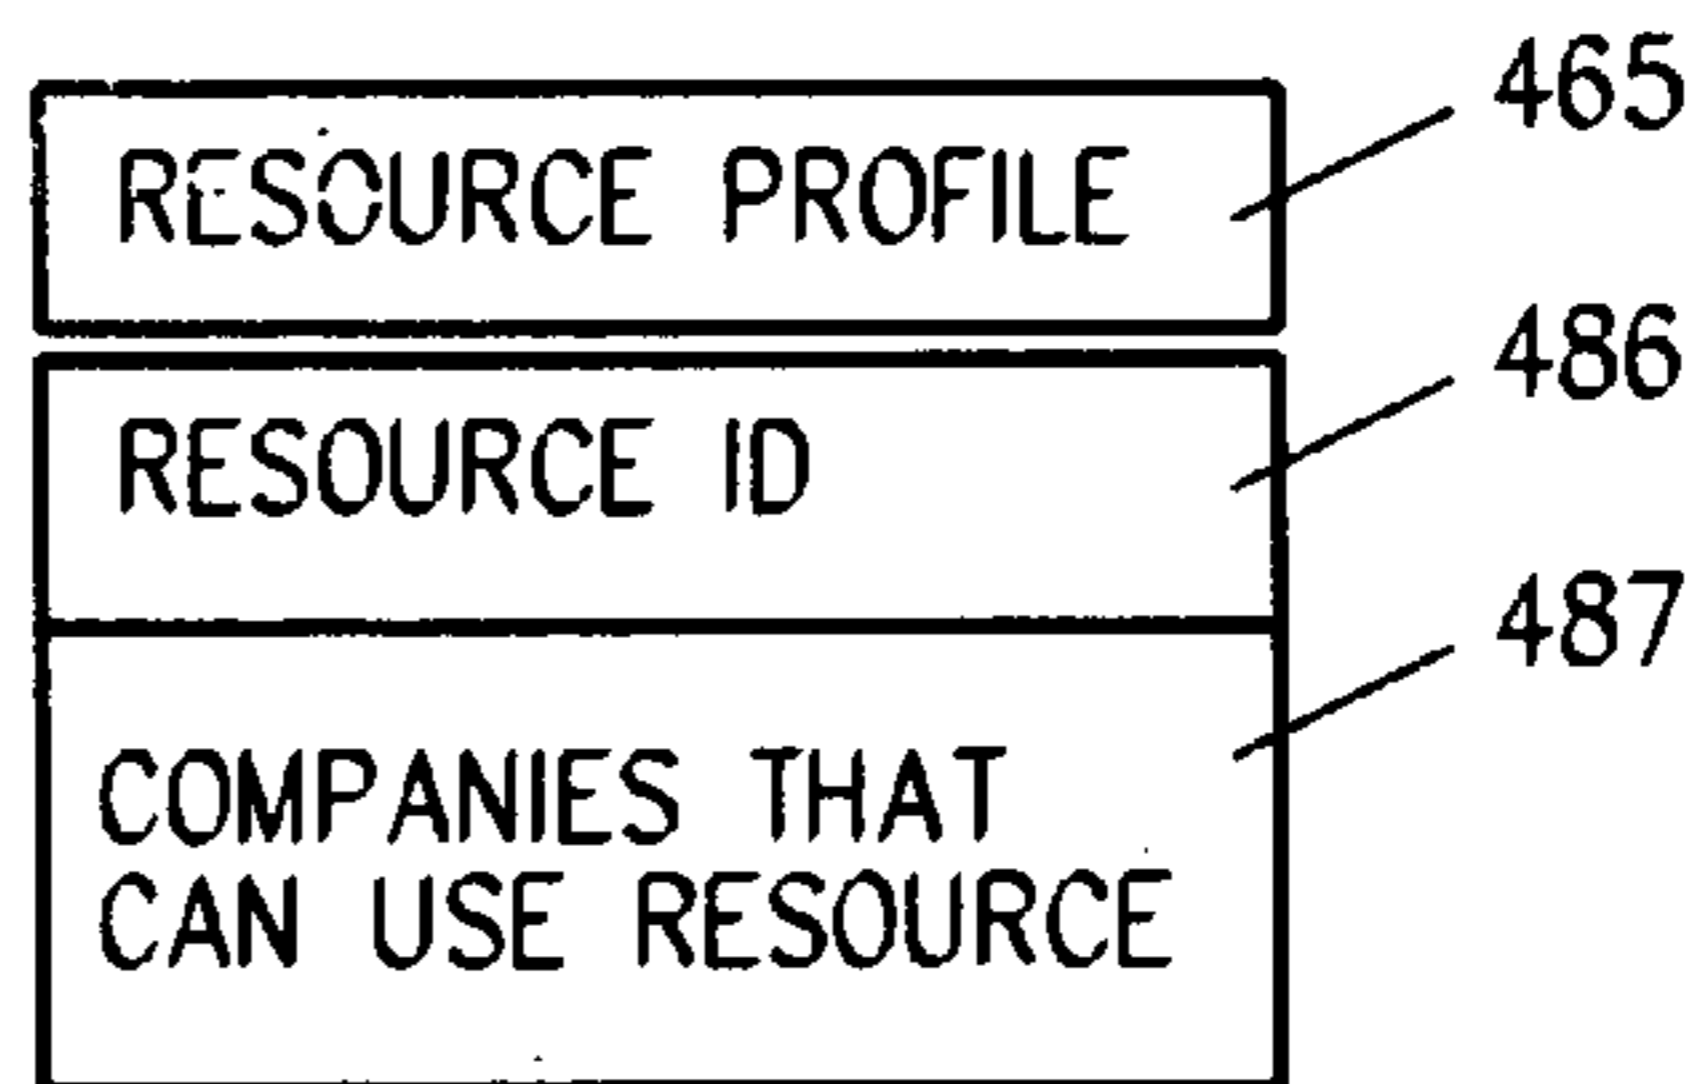 465
RESOURCE PROFILE
486
RESOURCE ID
487
COMPANIES THAT
CAN USE RESOURCE